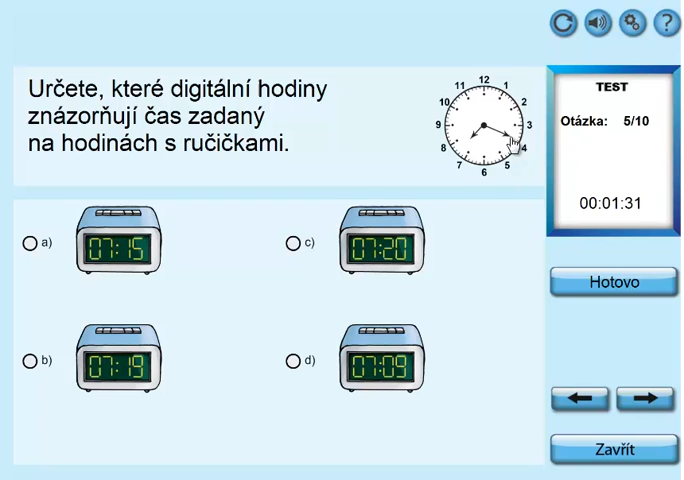 Určete, které digitální hodiny
znázorňují čas zadaný
na hodinách s ručičkami.
12
1
2
3
4
5
6
7
8
9
10
11
?
TEST
Otázka: 5/10
00:01:31
a) 07:15
c) 07:20
b) 07:19
d) 07:09
Hotovo
Zavřít